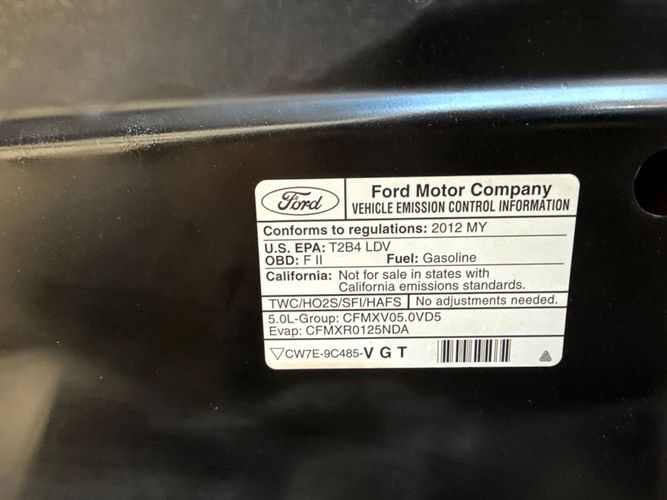 Ford
Ford Motor Company
VEHICLE EMISSION CONTROL INFORMATION
Conforms to regulations: 2012 MY
U.S. EPA: T2B4 LDV
OBD: F II Fuel: Gasoline
California: Not for sale in states with
California emissions standards.
TWC/HO2S/SFI/HAFS No adjustments needed.
5.0L-Group: CFMXV05.0VD5
Evap: CFMXR0125NDA
CW7E-9C485-V G T